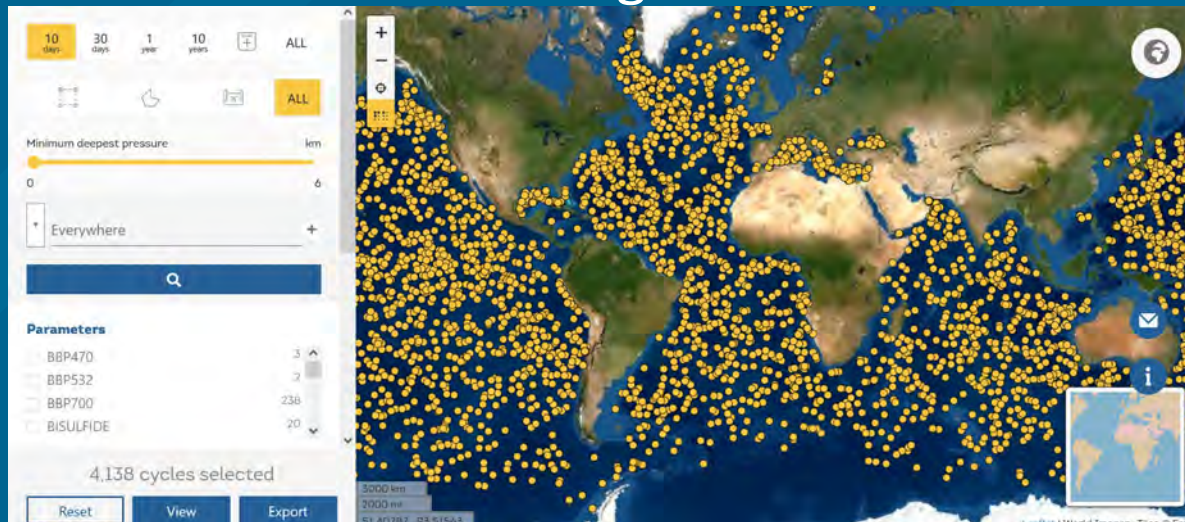 10 days
30 days
1 year
10 years
ALL
ALL
Minimum deepest pressure km
0 6
Everywhere +
Parameters
BBP470 3
BBP532
BBP700 238
BISULFIDE 20
4,138 cycles selected
Reset View Export
+
−
i
3000 km
2000 mi